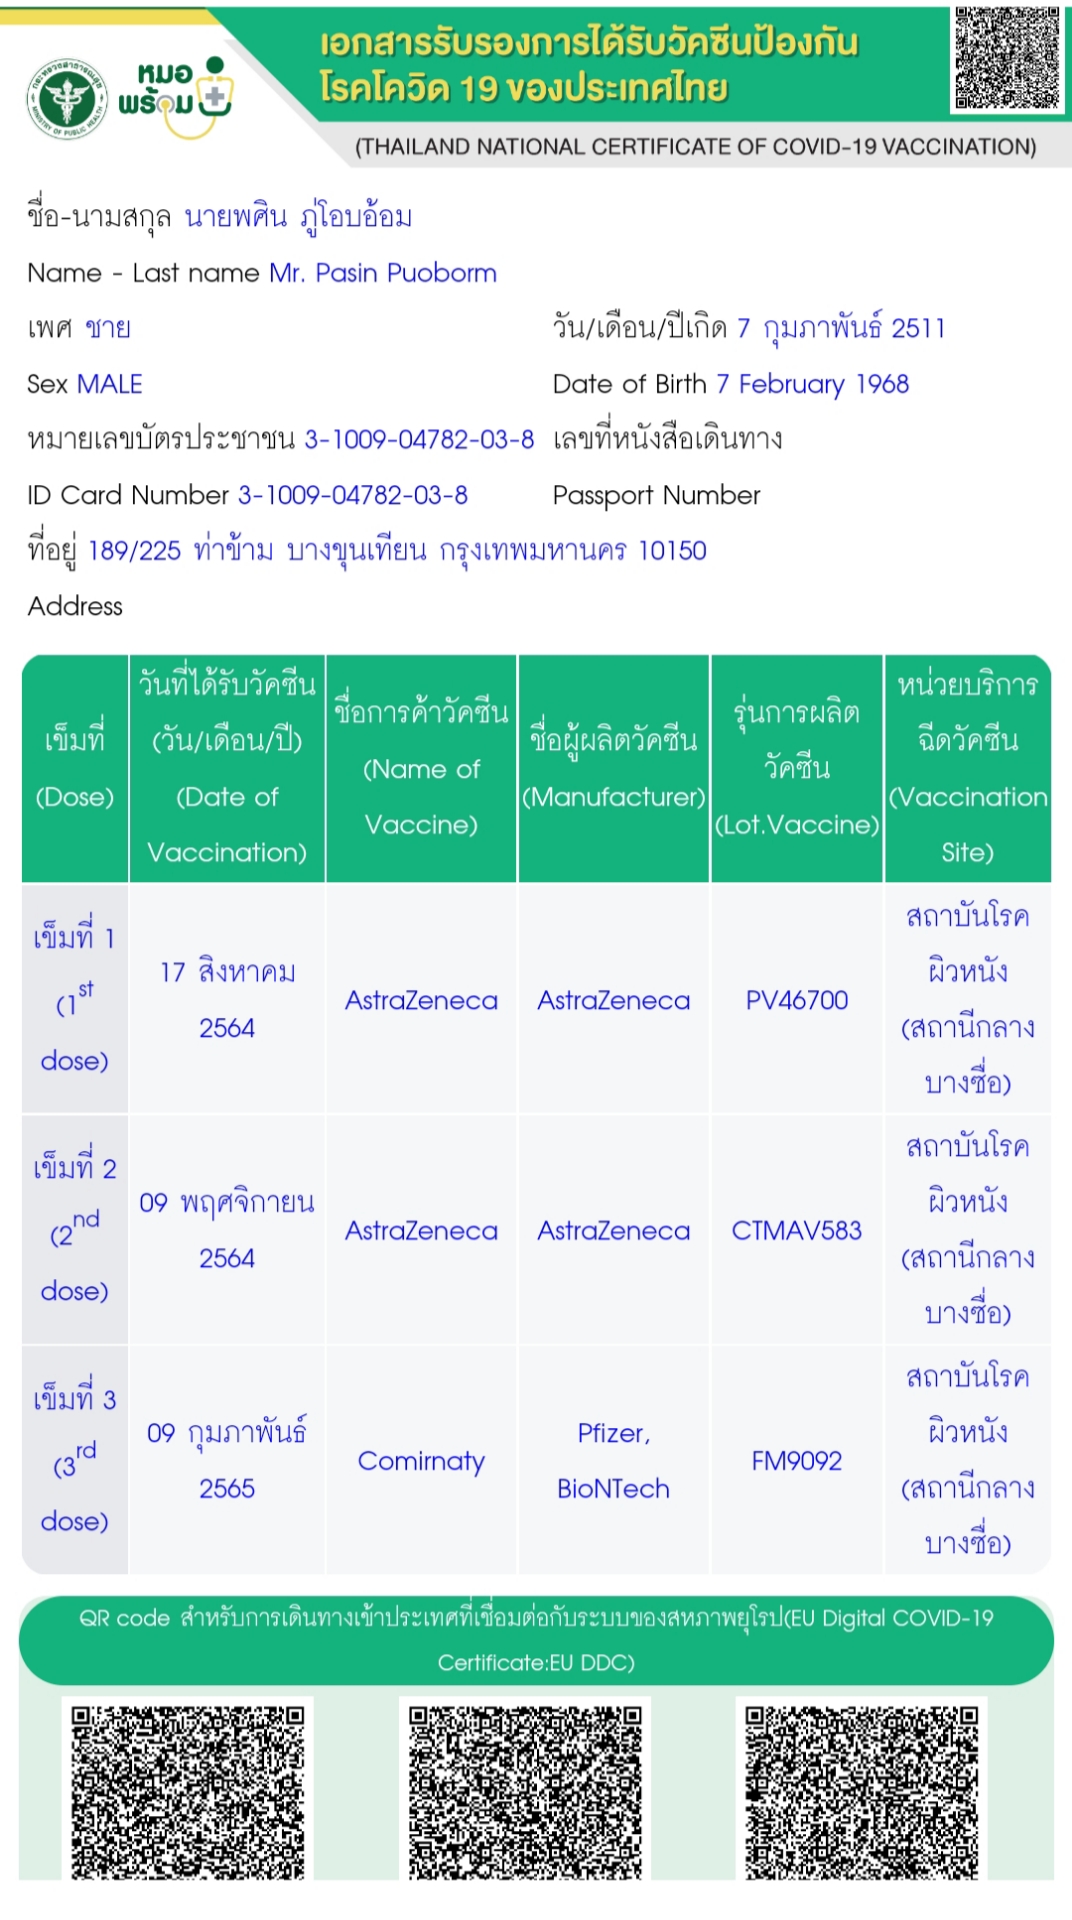 เอกสารรับรองการได้รับวัคซีนป้องกัน
โรคโควิด 19 ของประเทศไทย
(THAILAND NATIONAL CERTIFICATE OF COVID-19 VACCINATION)
กระทรวงสาธารณสุข
MINISTRY OF PUBLIC HEALTH
หมอ
พร้อม
ชื่อ-นามสกุล นายพศิน ภู่โอบอ้อม
Name - Last name Mr. Pasin Puoborm
เพศ ชาย
วัน/เดือน/ปีเกิด 7 กุมภาพันธ์ 2511
Sex MALE
Date of Birth 7 February 1968
หมายเลขบัตรประชาชน 3-1009-04782-03-8
เลขที่หนังสือเดินทาง
ID Card Number 3-1009-04782-03-8
Passport Number
ที่อยู่ 189/225 ท่าข้าม บางขุนเทียน กรุงเทพมหานคร 10150
Address
เข็มที่
(Dose)
วันที่ได้รับวัคซีน
(วัน/เดือน/ปี)
(Date of
Vaccination)
ชื่อการค้าวัคซีน
(Name of
Vaccine)
ชื่อผู้ผลิตวัคซีน
(Manufacturer)
รุ่นการผลิต
วัคซีน
(Lot.Vaccine)
หน่วยบริการ
ฉีดวัคซีน
(Vaccination
Site)
เข็มที่ 1
(1st
dose)
17 สิงหาคม
2564
AstraZeneca
AstraZeneca
PV46700
สถาบันโรค
ผิวหนัง
(สถานีกลาง
บางซื่อ)
เข็มที่ 2
(2nd
dose)
09 พฤศจิกายน
2564
AstraZeneca
AstraZeneca
CTMAV583
สถาบันโรค
ผิวหนัง
(สถานีกลาง
บางซื่อ)
เข็มที่ 3
(3rd
dose)
09 กุมภาพันธ์
2565
Comirnaty
Pfizer,
BioNTech
FM9092
สถาบันโรค
ผิวหนัง
(สถานีกลาง
บางซื่อ)
QR code สำหรับการเดินทางเข้าประเทศที่เชื่อมต่อกับระบบของสหภาพยุโรป(EU Digital COVID-19
Certificate:EU DDC)